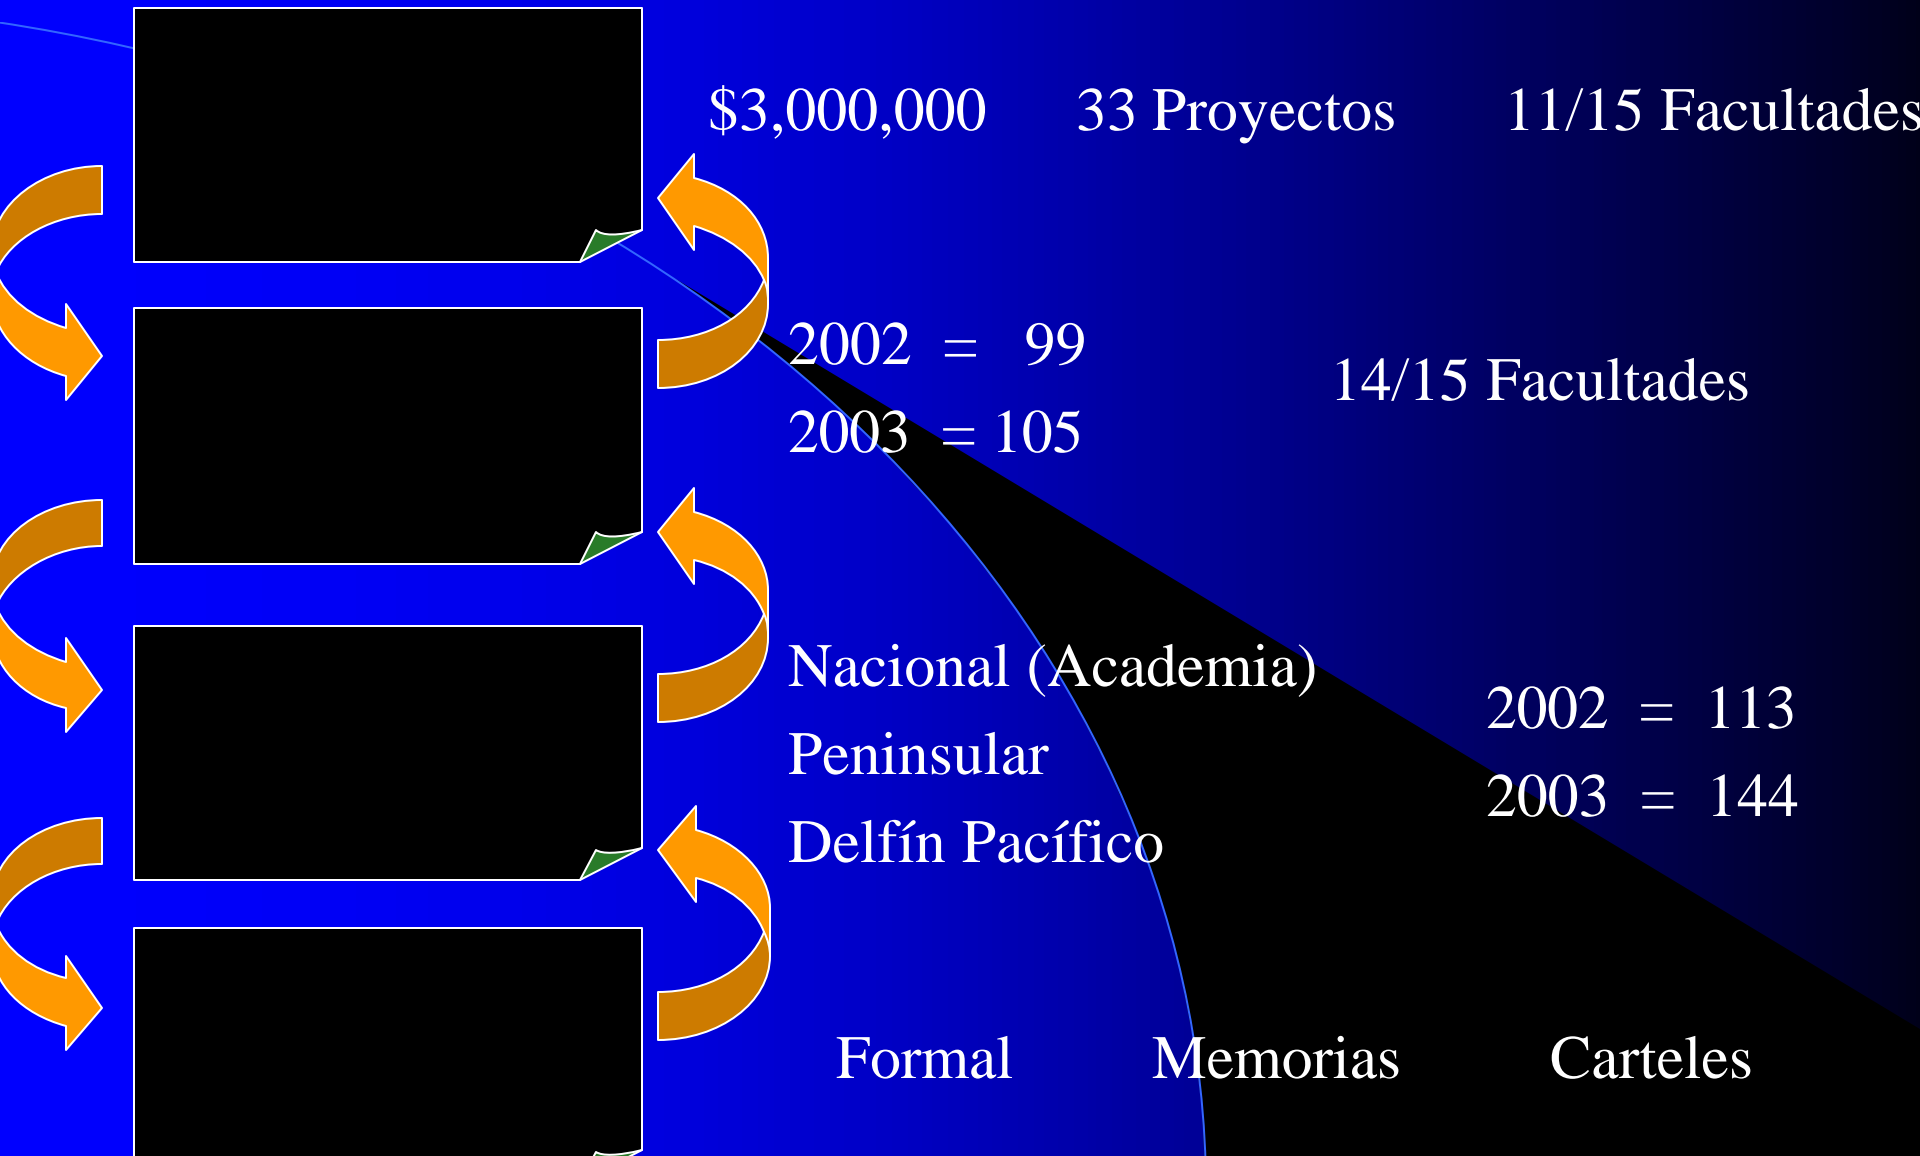 $3,000,000 33 Proyectos 11/15 Facultades
2002 = 99
14/15 Facultades
2003 = 105
Nacional (Academia)
2002 = 113
Peninsular
2003 = 144
Delfín Pacífico
Formal Memorias Carteles